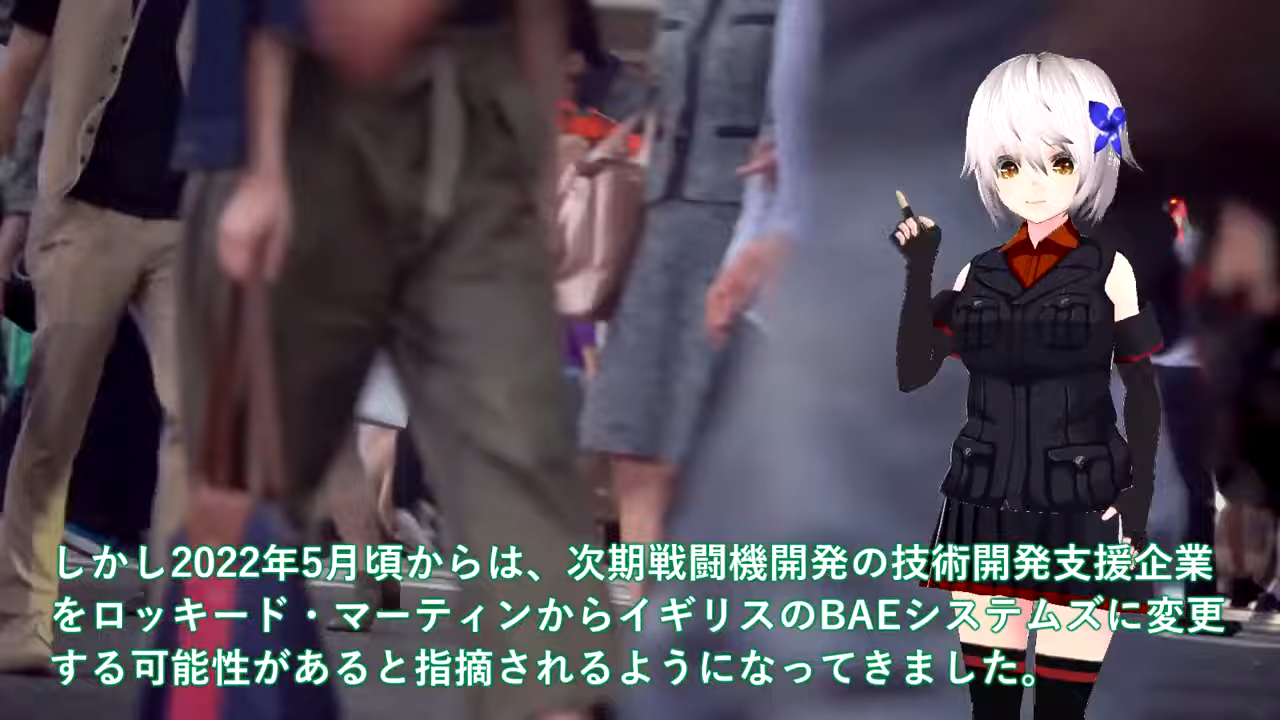 しかし2022年5月頃からは、次期戦闘機開発の技術開発支援企業
をロッキード・マーティンからイギリスのBAEシステムズに変更
する可能性があると指摘されるようになってきました。